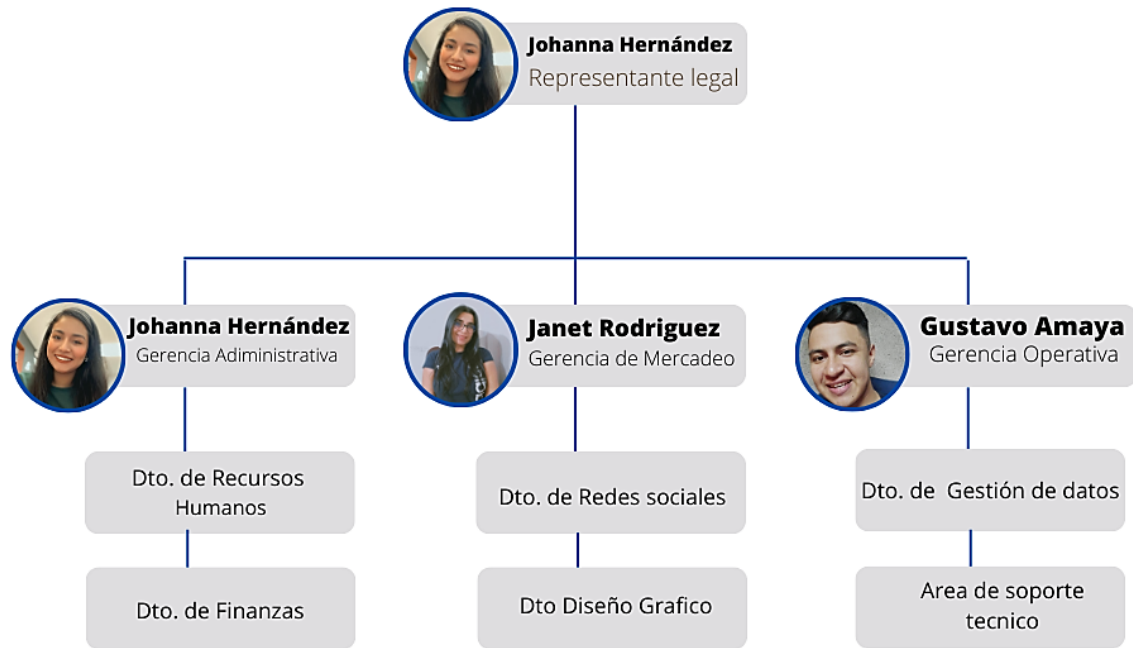 Johanna Hernández
Representante legal
Johanna Hernández
Gerencia Adiministrativa
Janet Rodriguez
Gerencia de Mercadeo
Gustavo Amaya
Gerencia Operativa
Dto. de Recursos
Humanos
Dto. de Redes sociales
Dto. de Gestión de datos
Dto. de Finanzas
Dto Diseño Grafico
Area de soporte
tecnico